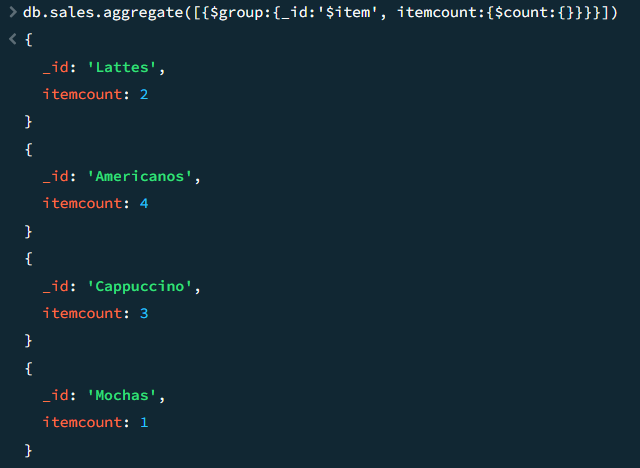 > db.sales.aggregate([{$group:{_id:'$item', itemcount:{$count:{}}}}])
< {
_id: 'Lattes',
itemcount: 2
}
{
_id: 'Americanos',
itemcount: 4
}
{
_id: 'Cappuccino',
itemcount: 3
}
{
_id: 'Mochas',
itemcount: 1
}